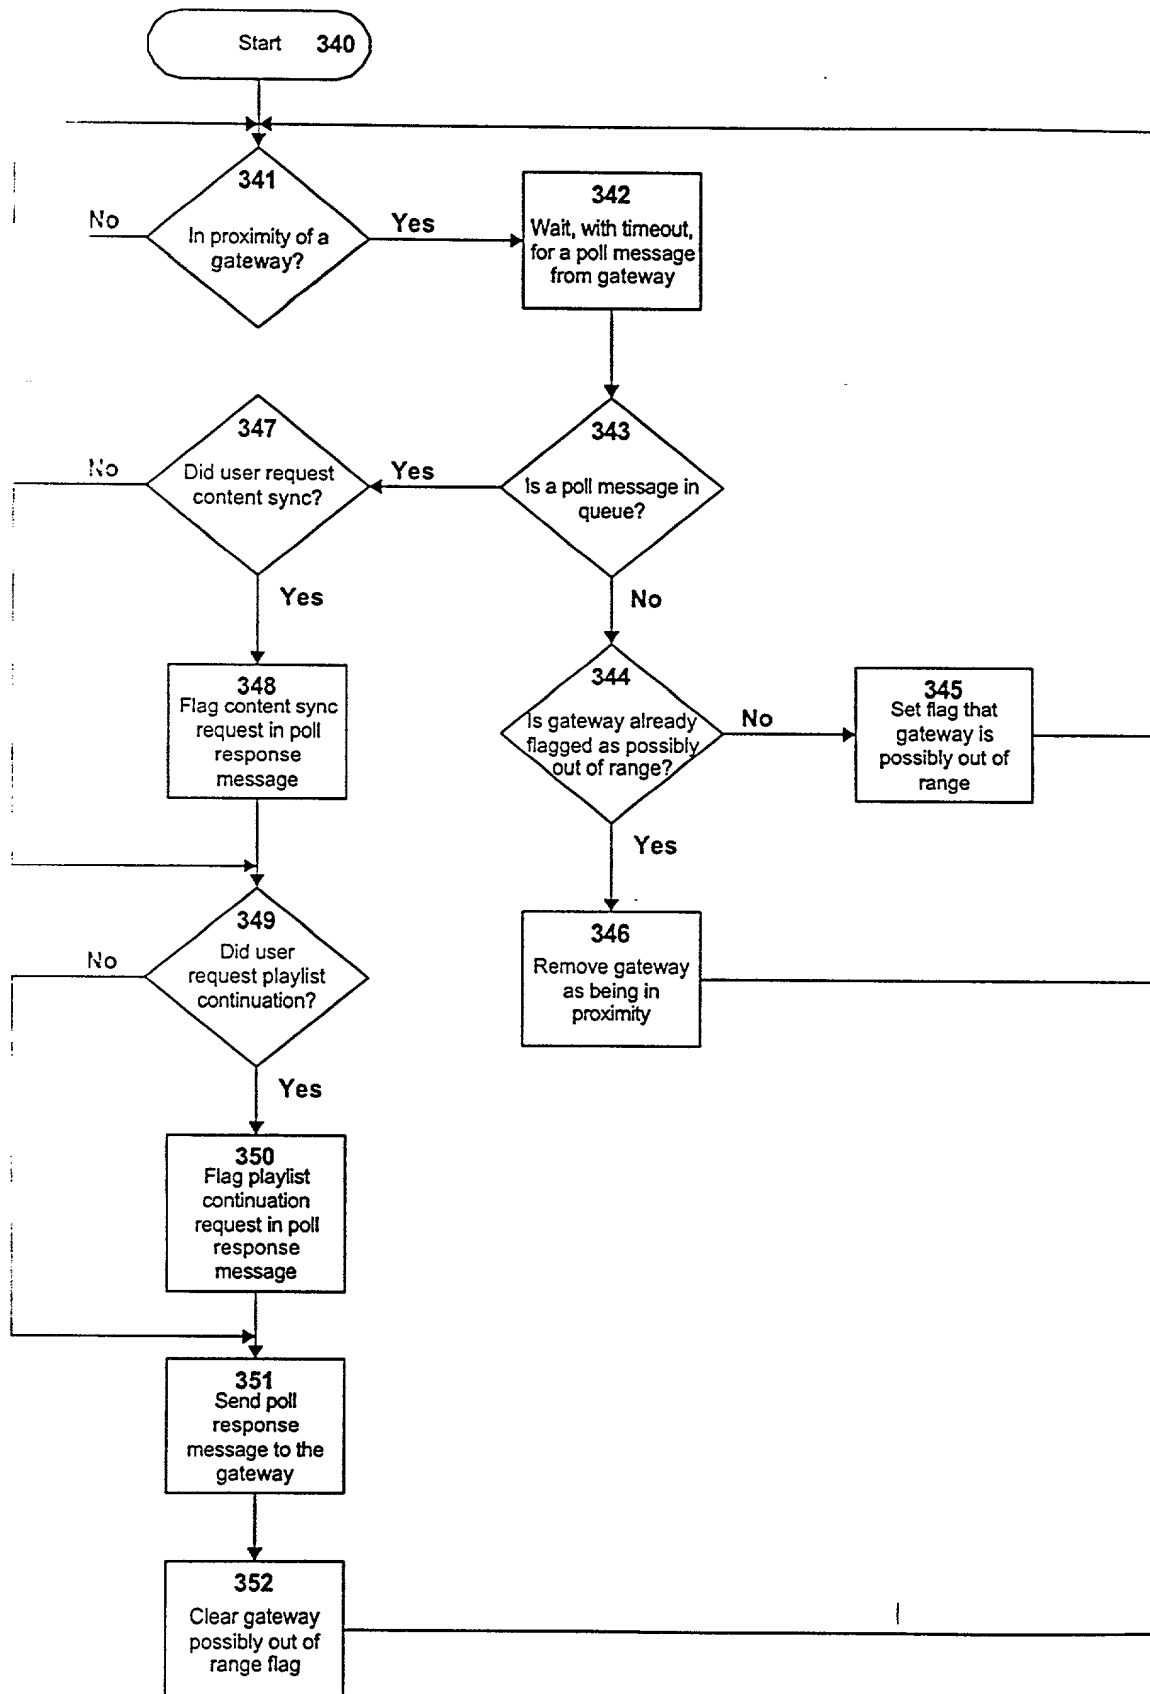 Start 340
341
In proximity of a
gateway?
No
Yes
342
Wait, with timeout,
for a poll message
from gateway
343
Is a poll message in
queue?
Yes
No
347
Did user request
content sync?
No
Yes
344
Is gateway already
flagged as possibly
out of range?
No
Yes
345
Set flag that
gateway is
possibly out of
range
346
Remove gateway
as being in
proximity
348
Flag content sync
request in poll
response
message
349
Did user
request playlist
continuation?
No
Yes
350
Flag playlist
continuation
request in poll
response
message
351
Send poll
response
message to the
gateway
352
Clear gateway
possibly out of
range flag